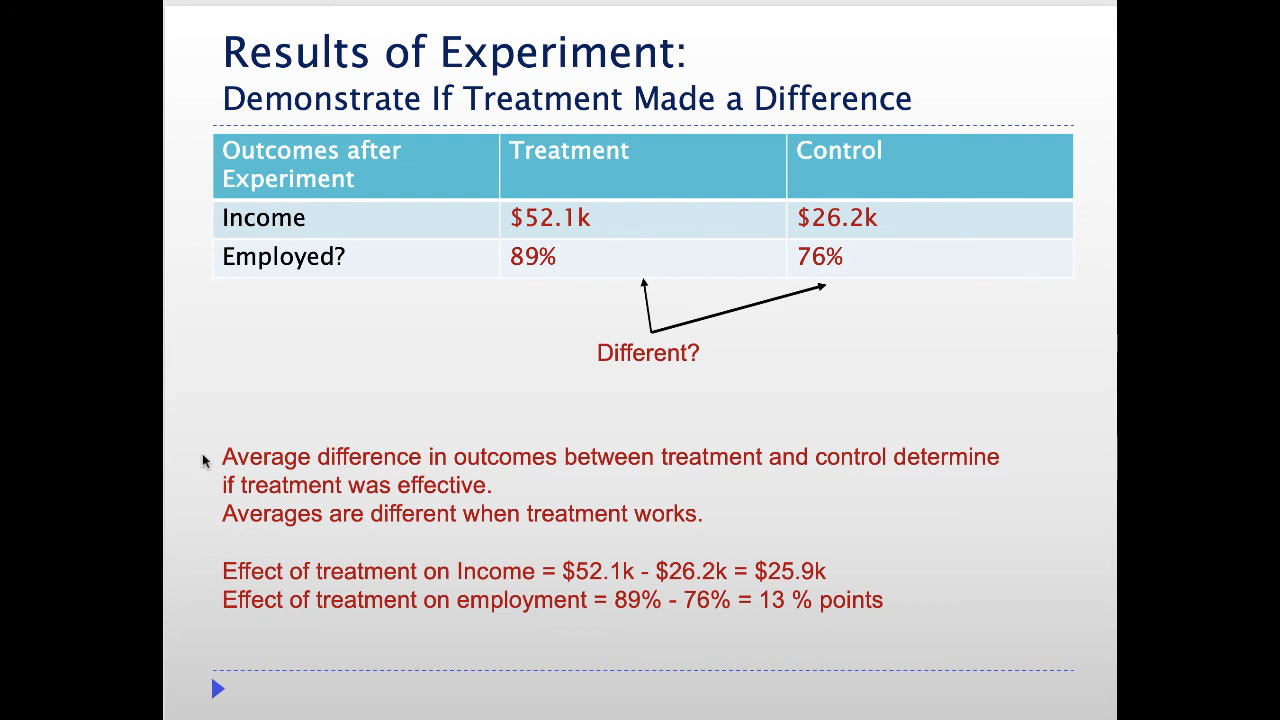 Results of Experiment:
Demonstrate If Treatment Made a Difference
Outcomes after Experiment
Treatment
Control
Income
$52.1k
$26.2k
Employed?
89%
76%
Different?
Average difference in outcomes between treatment and control determine
if treatment was effective.
Averages are different when treatment works.
Effect of treatment on Income = $52.1k - $26.2k = $25.9k
Effect of treatment on employment = 89% - 76% = 13 % points